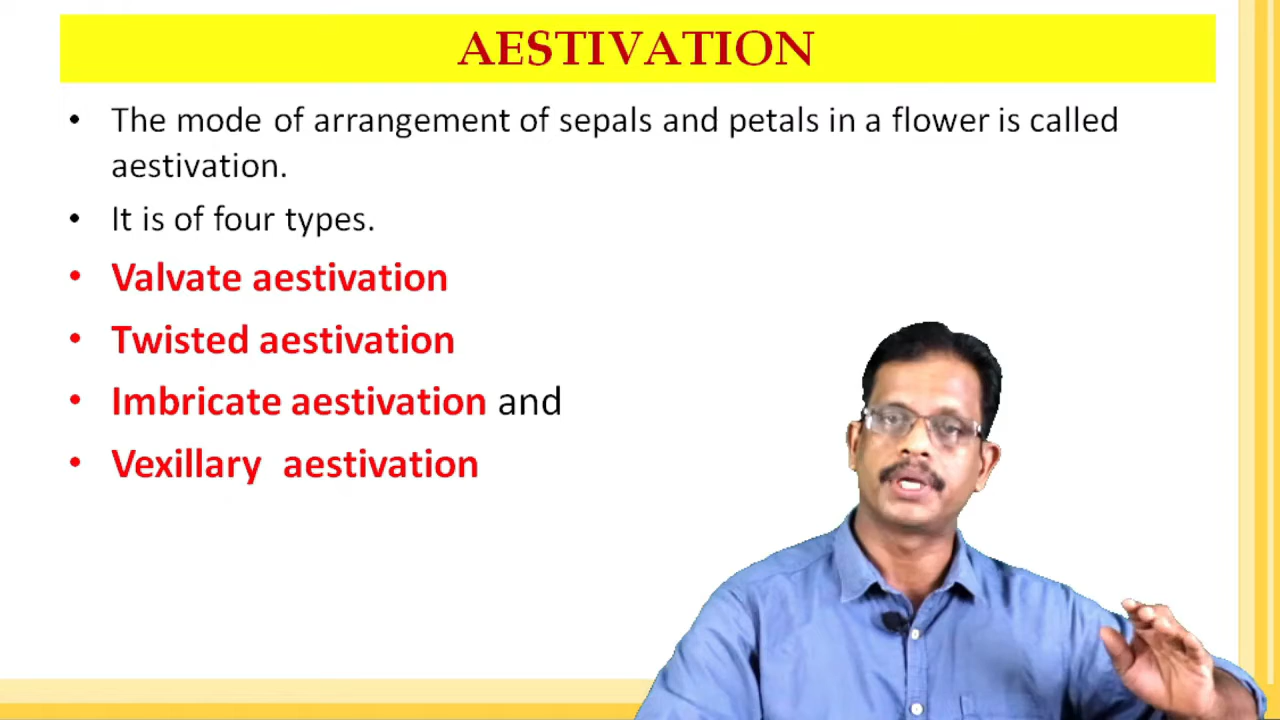 AESTIVATION
• The mode of arrangement of sepals and petals in a flower is called
aestivation.
• It is of four types.
• Valvate aestivation
• Twisted aestivation
• Imbricate aestivation and
• Vexillary aestivation